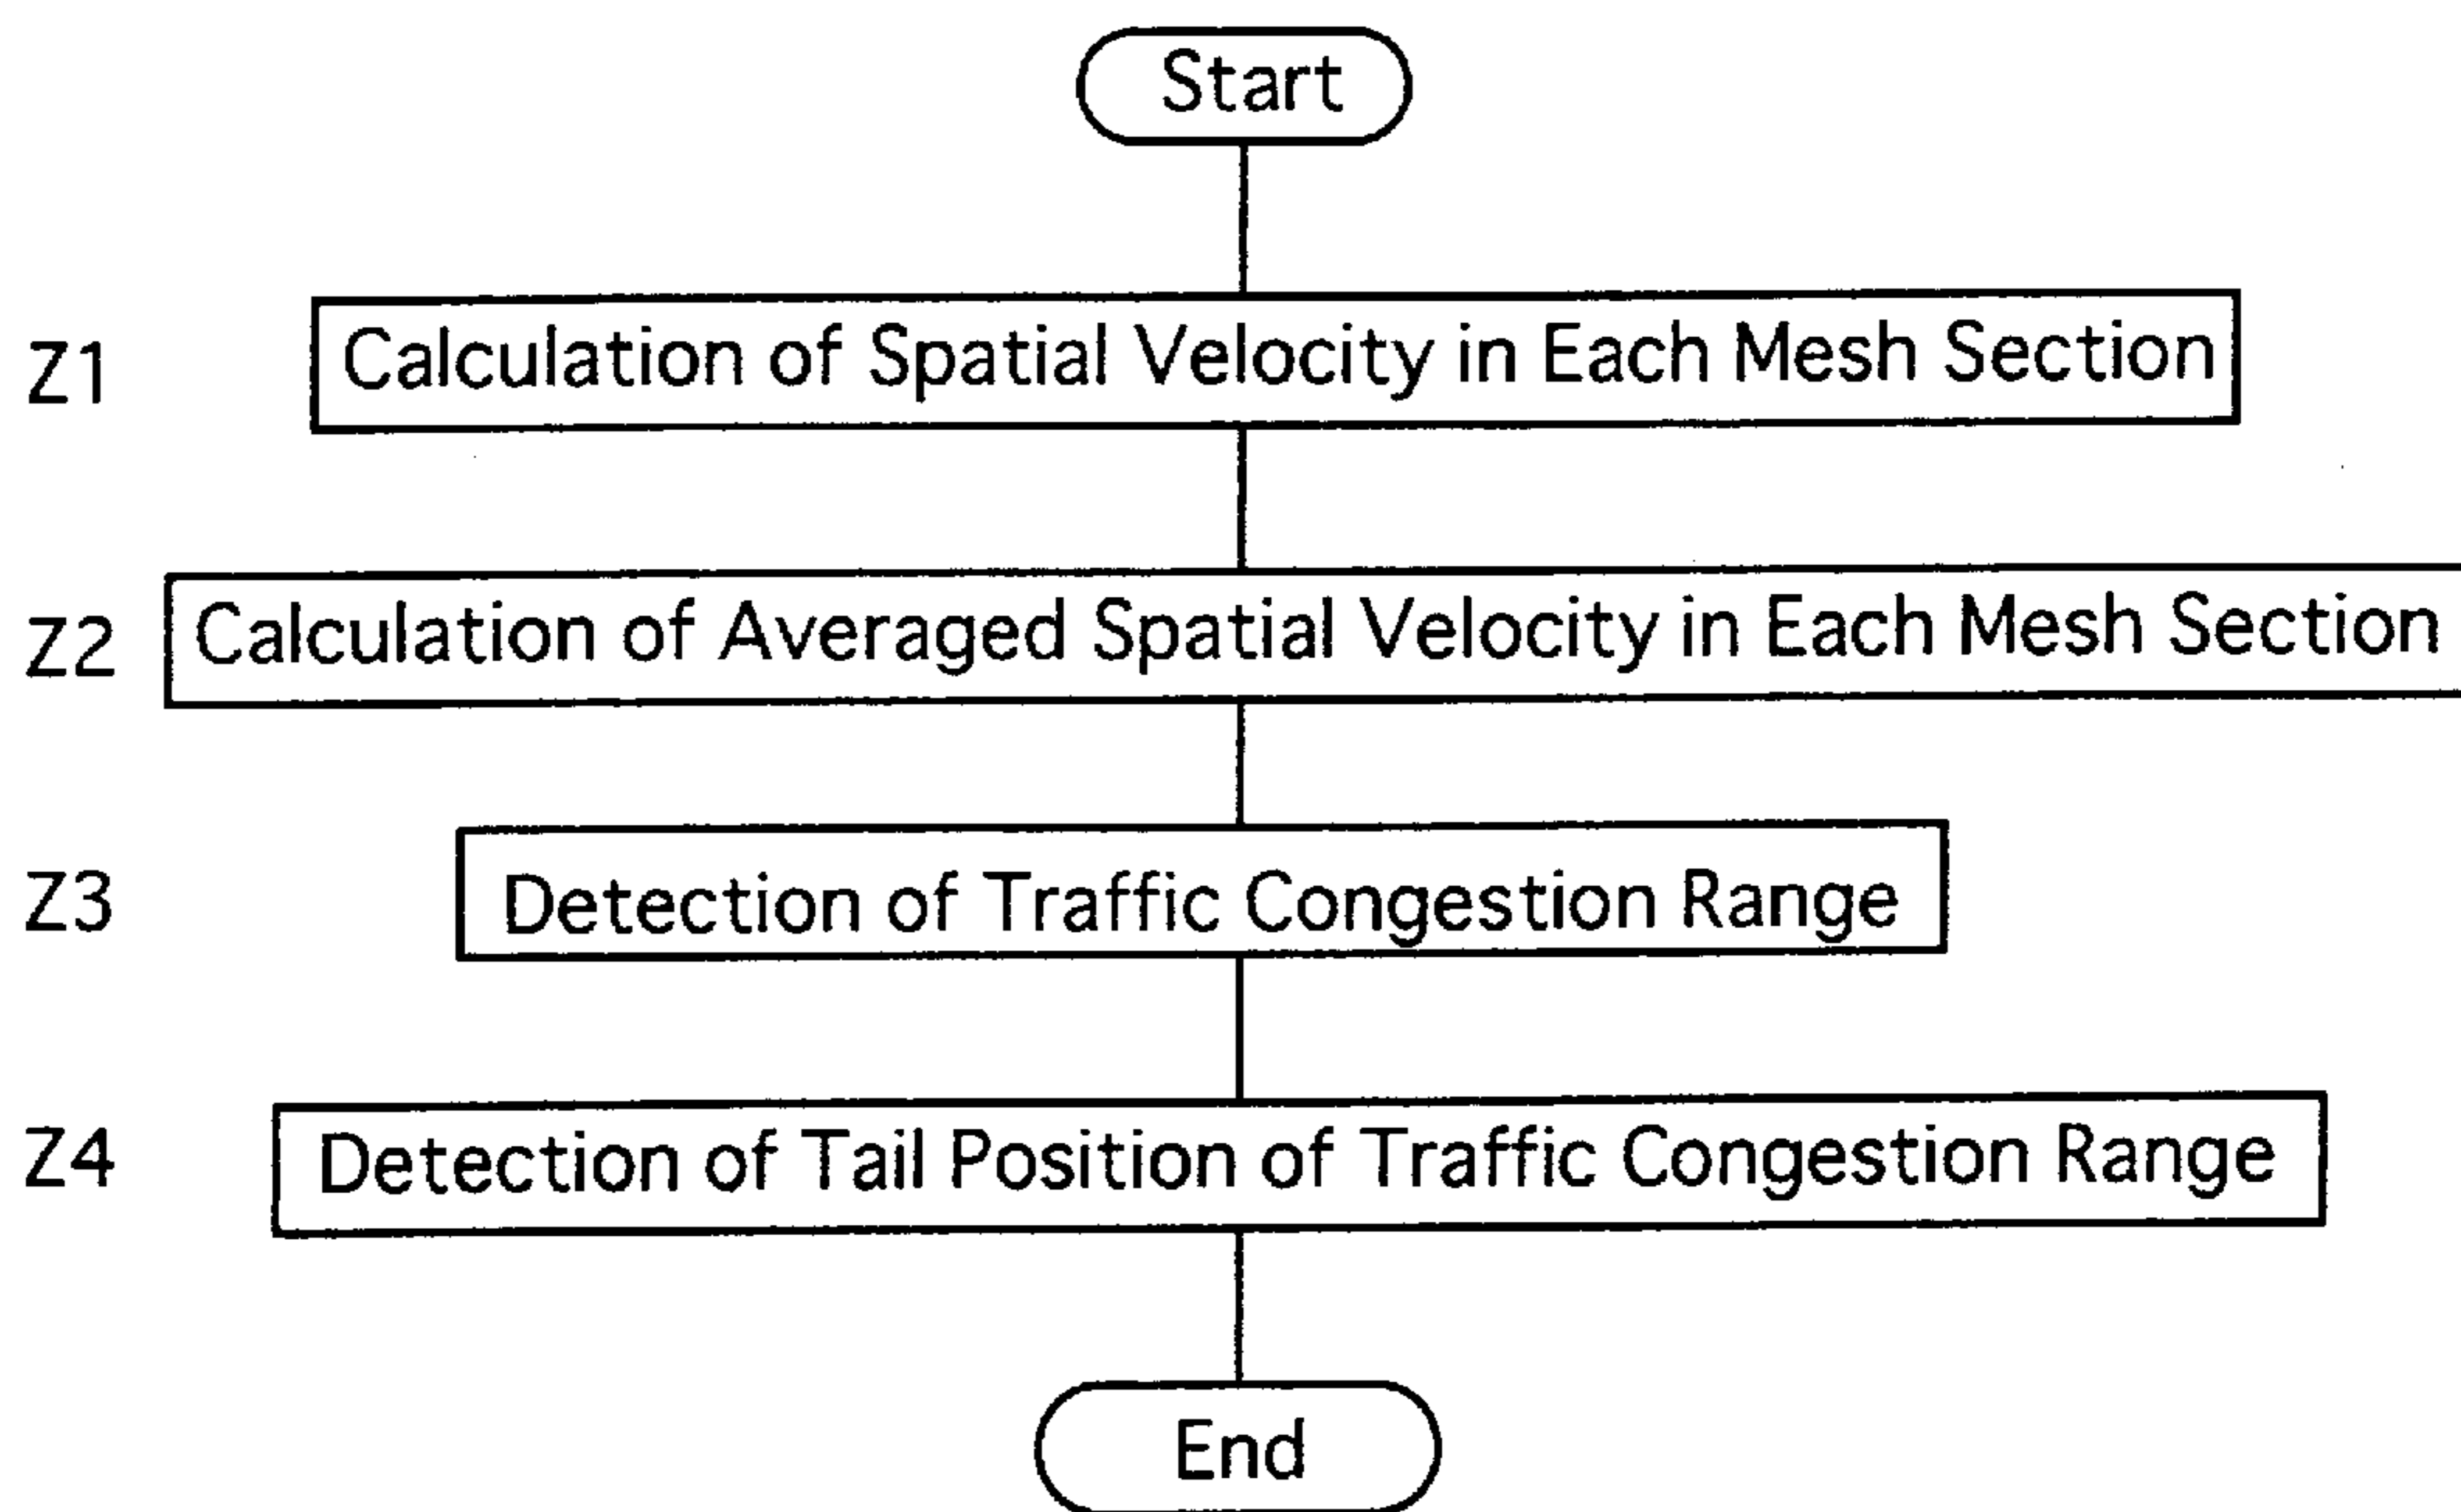 Start
Z1 Calculation of Spatial Velocity in Each Mesh Section
Z2 Calculation of Averaged Spatial Velocity in Each Mesh Section
Z3 Detection of Traffic Congestion Range
Z4 Detection of Tail Position of Traffic Congestion Range
End